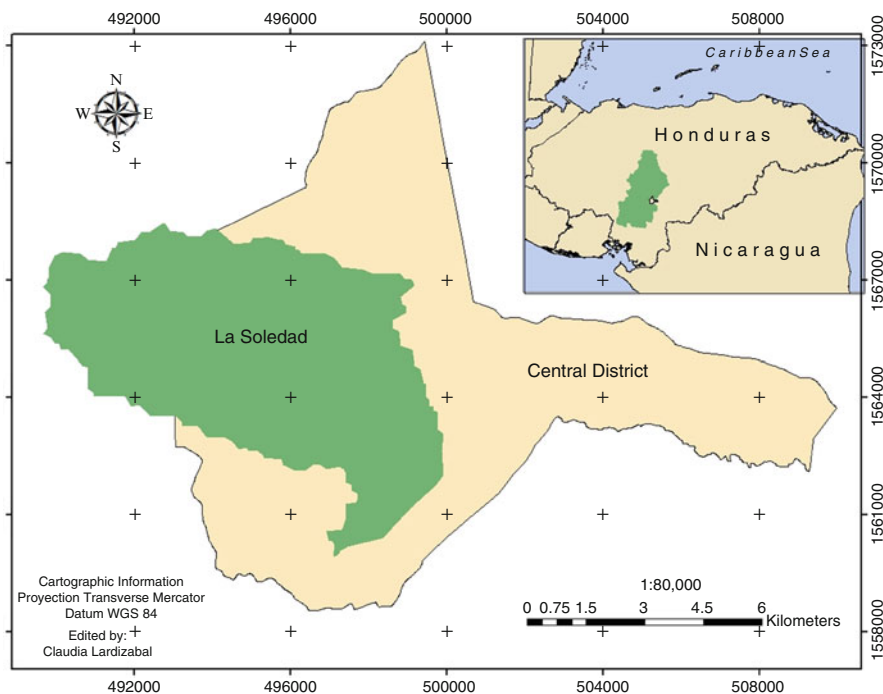 492000 496000 500000 504000 508000
1573000
1570000
1567000
1564000
1561000
1558000
N
W E
S
Caribbean Sea
Honduras
Nicaragua
La Soledad
Central District
Cartographic Information
Proyection Transverse Mercator
Datum WGS 84
Edited by:
Claudia Lardizabal
1:80,000
0 0.75 1.5 3 4.5 6
Kilometers
492000 496000 500000 504000 508000